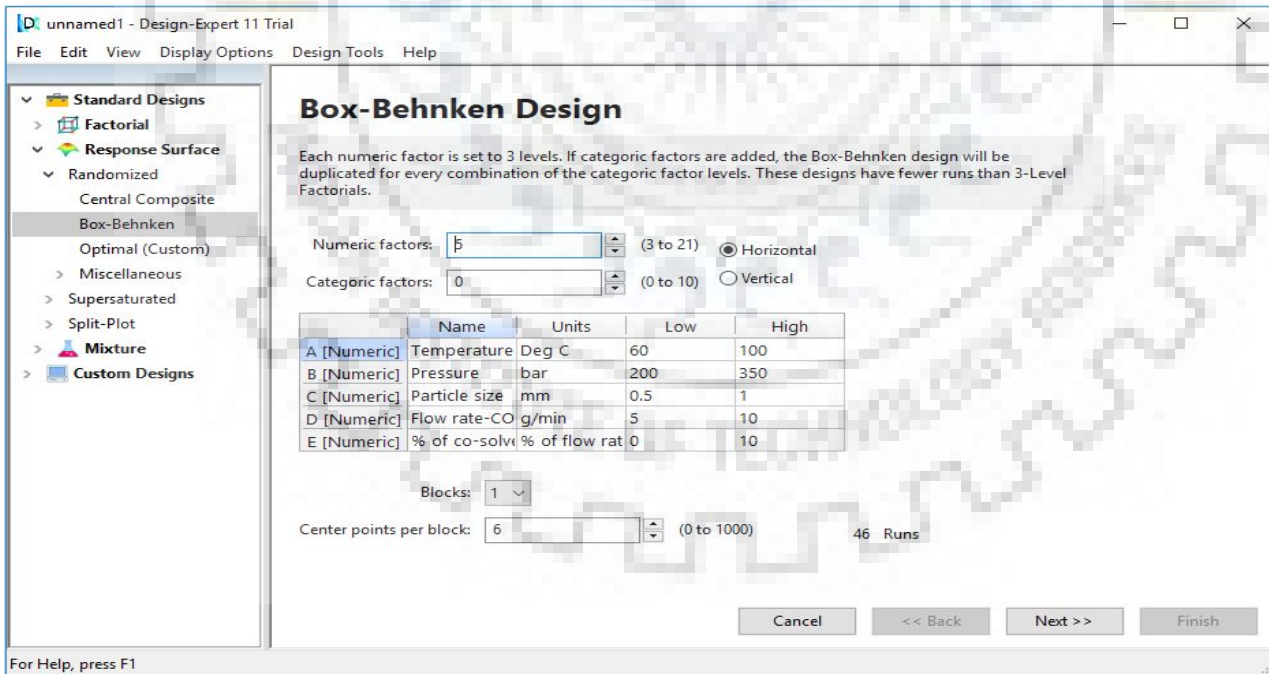 unnamed1 - Design-Expert 11 Trial
File Edit View Display Options Design Tools Help
Standard Designs
Factorial
Response Surface
Randomized
Central Composite
Box-Behnken
Optimal (Custom)
Miscellaneous
Supersaturated
Split-Plot
Mixture
Custom Designs
Box-Behnken Design
Each numeric factor is set to 3 levels. If categoric factors are added, the Box-Behnken design will be
duplicated for every combination of the categoric factor levels. These designs have fewer runs than 3-Level
Factorials.
Numeric factors: 5 (3 to 21) Horizontal
Categoric factors: 0 (0 to 10) Vertical
Name Units Low High
A [Numeric] Temperature Deg C 60 100
B [Numeric] Pressure bar 200 350
C [Numeric] Particle size mm 0.5 1
D [Numeric] Flow rate-CO g/min 5 10
E [Numeric] % of co-solve % of flow rat 0 10
Blocks: 1
Center points per block: 6 (0 to 1000) 46 Runs
Cancel << Back Next >> Finish
For Help, press F1